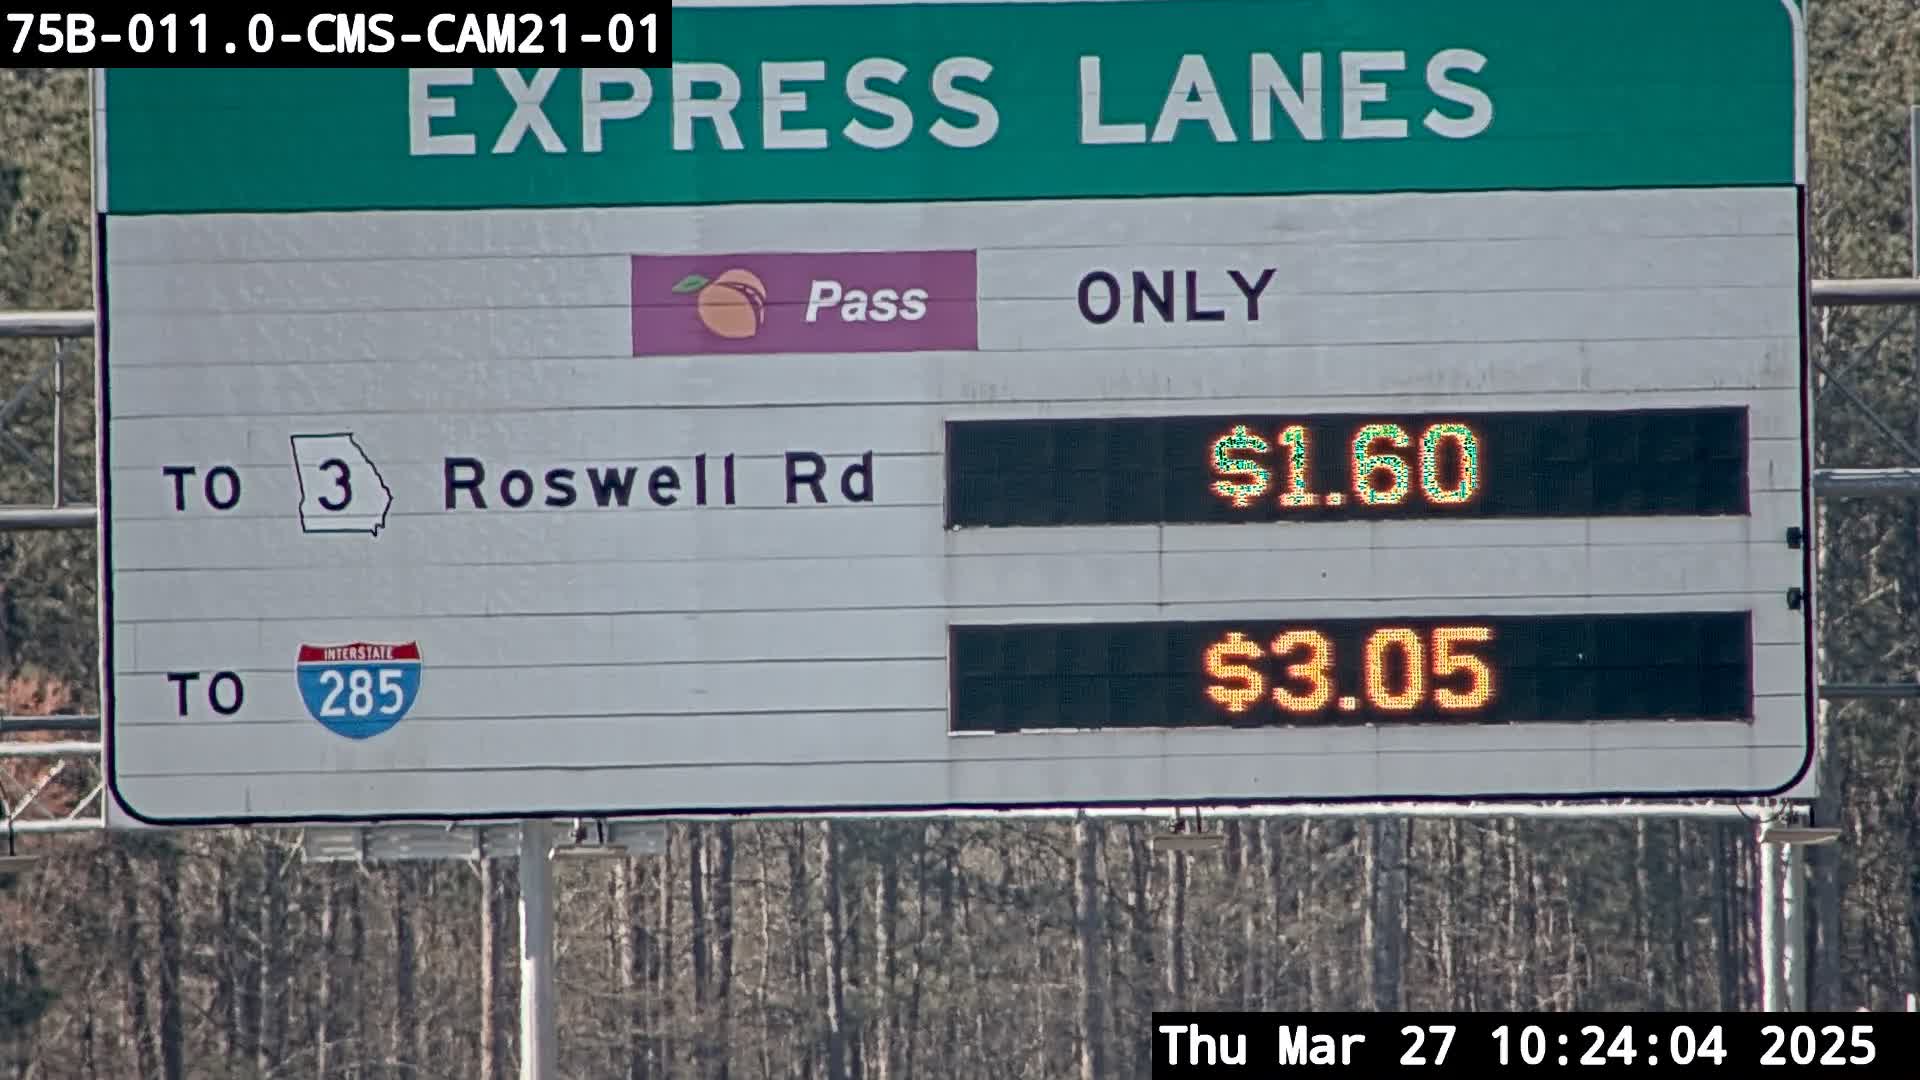 75B-011.0-CMS-CAM21-01
EXPRESS LANES
Pass ONLY
TO 3 Roswell Rd $1.60
TO INTERSTATE 285 $3.05
Thu Mar 27 10:24:04 2025